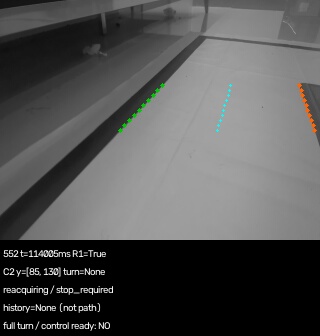 552 t=114005ms R1=True
C2 y=[85, 130] turn=None
reacquiring / stop_required
history=None (not path)
full turn / control ready: NO